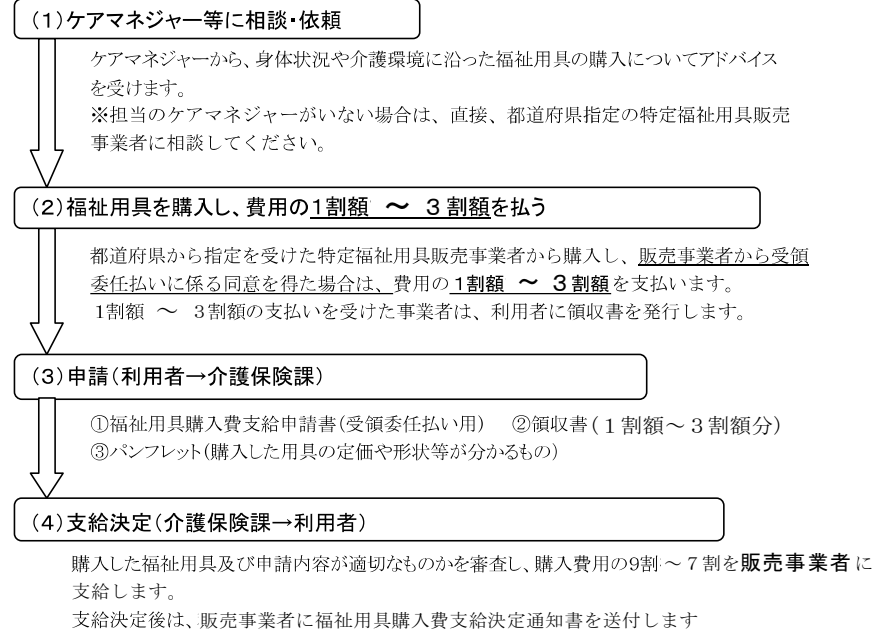 (1)ケアマネジャー等に相談・依頼
ケアマネジャーから、身体状況や介護環境に沿った福祉用具の購入についてアドバイス
を受けます。
※担当のケアマネジャーがいない場合は、直接、都道府県指定の特定福祉用具販売
事業者に相談してください。
(2)福祉用具を購入し、費用の1割額 ～ 3割額を払う
都道府県から指定を受けた特定福祉用具販売事業者から購入し、販売事業者から受領
委任払いに係る同意を得た場合は、費用の1割額 ～ 3割額を支払います。
1割額 ～ 3割額の支払いを受けた事業者は、利用者に領収書を発行します。
(3)申請(利用者→介護保険課)
①福祉用具購入費支給申請書(受領委任払い用) ②領収書(1割額～3割額分)
③パンフレット(購入した用具の定価や形状等が分かるもの)
(4)支給決定(介護保険課→利用者)
購入した福祉用具及び申請内容が適切なものかを審査し、購入費用の9割～7割を販売事業者に
支給します。
支給決定後は、販売事業者に福祉用具購入費支給決定通知書を送付します